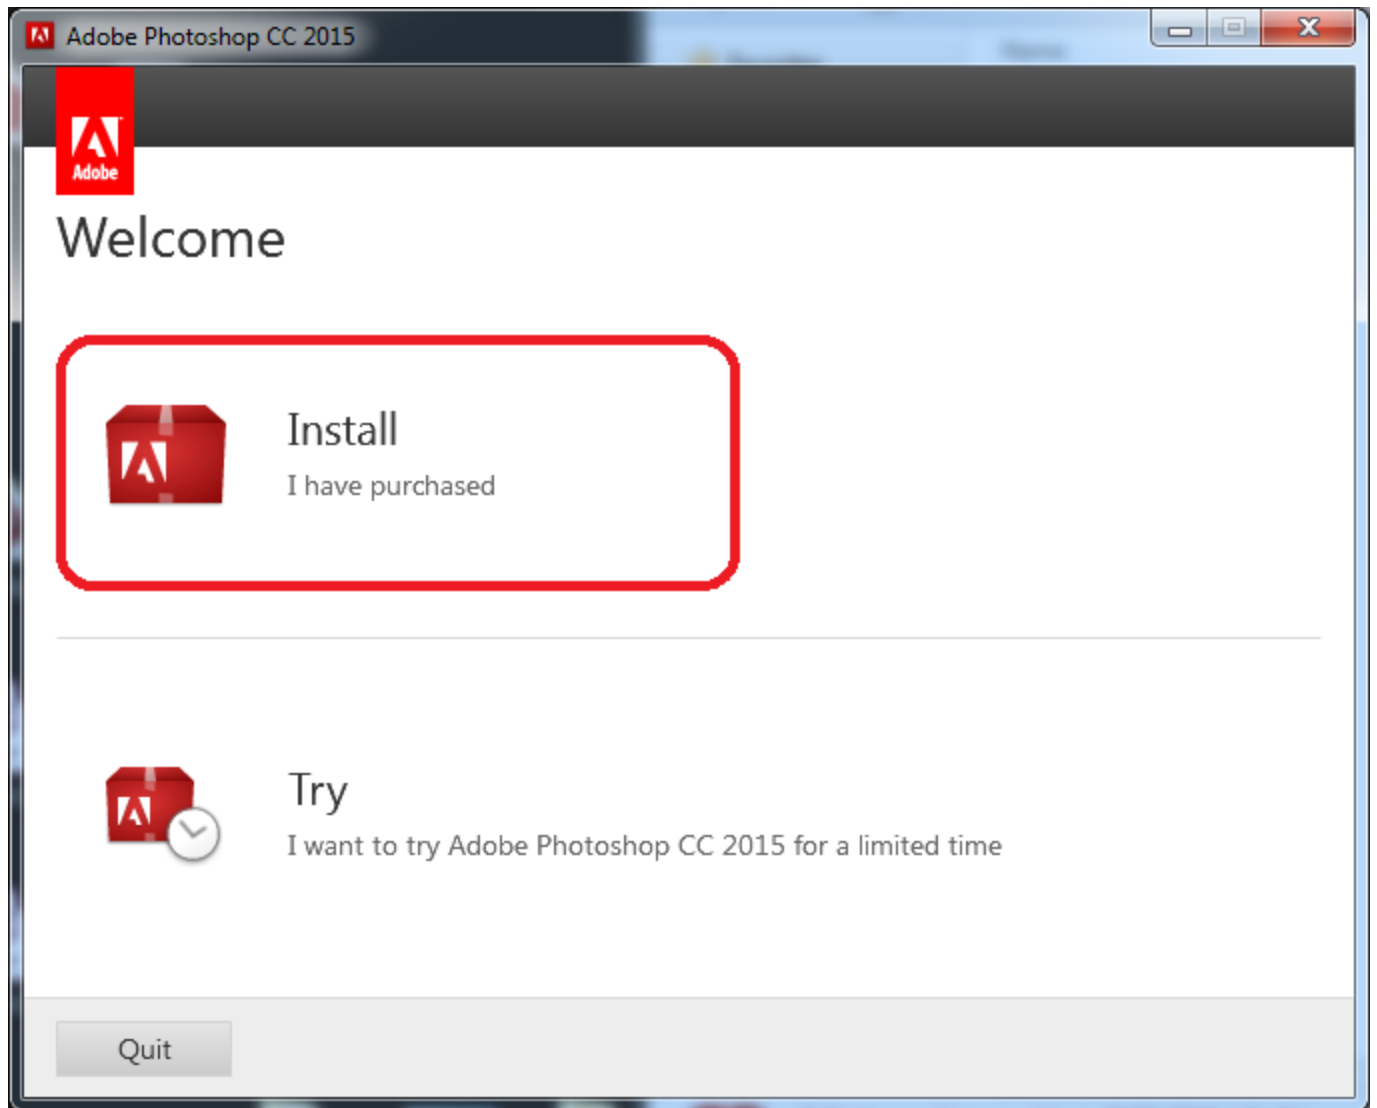 Adobe Photoshop CC 2015
Adobe
Welcome
Install
I have purchased
Try
I want to try Adobe Photoshop CC 2015 for a limited time
Quit